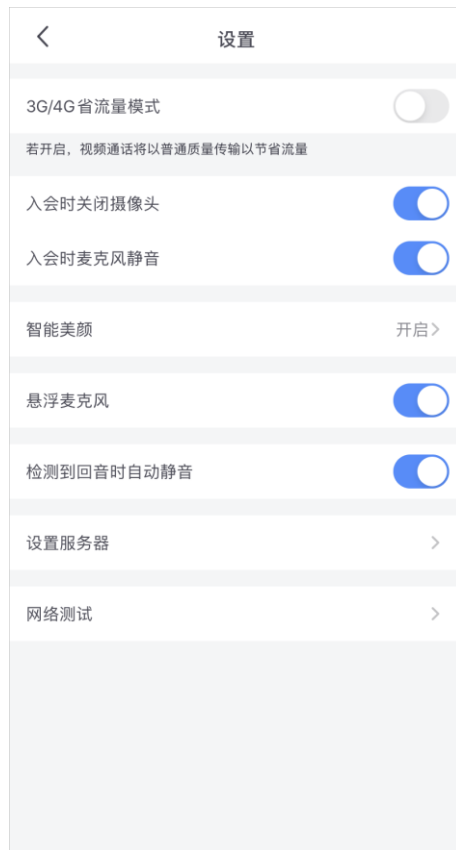 设置
3G/4G省流量模式
若开启，视频通话将以普通质量传输以节省流量
入会时关闭摄像头
入会时麦克风静音
智能美颜
开启
悬浮麦克风
检测到回音时自动静音
设置服务器
网络测试